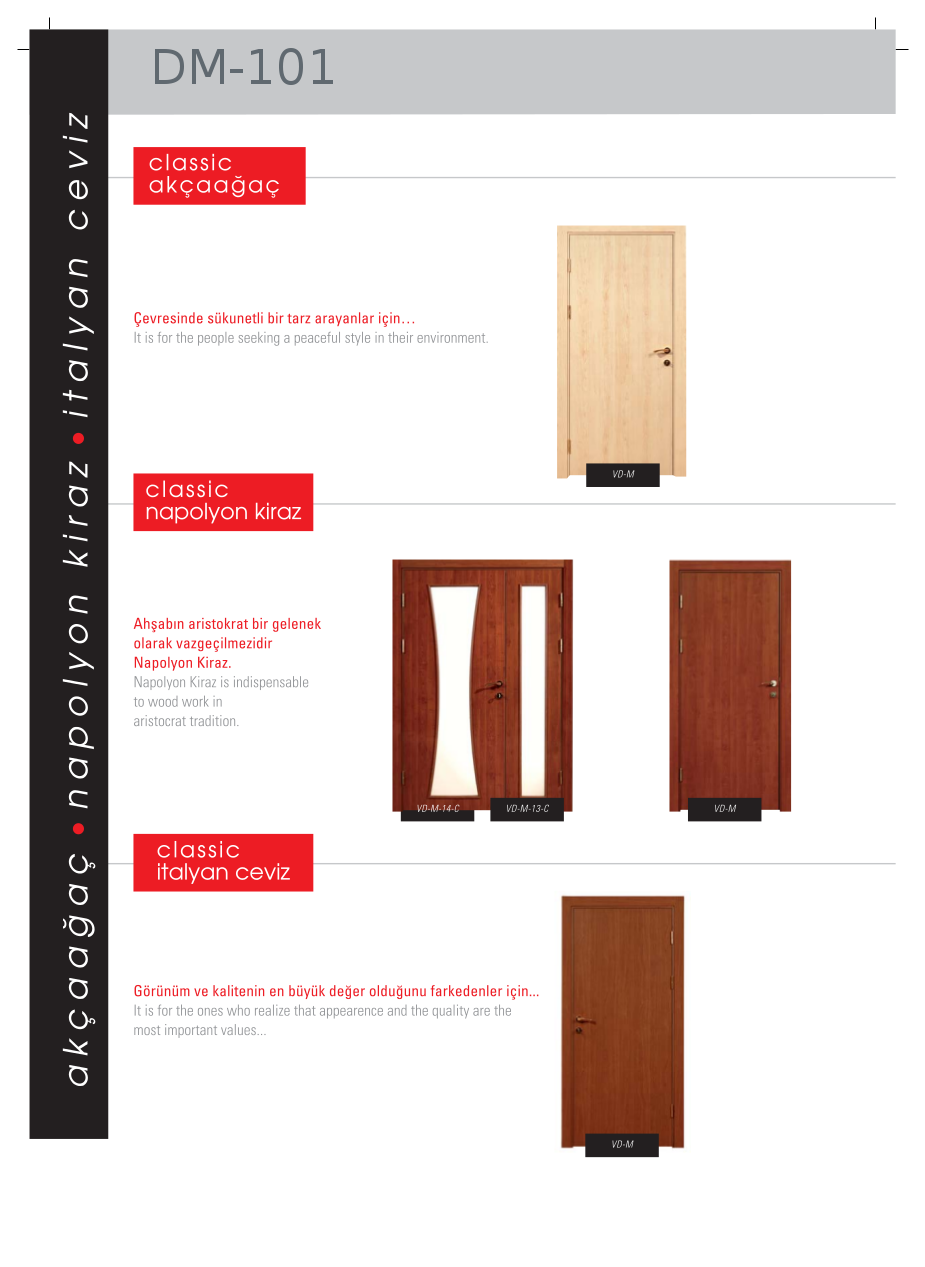 DM-101
akçaağaç • napolyon kiraz • italyan ceviz
classic
akçaağaç
Çevresinde sükunetli bir tarz arayanlar için…
It is for the people seeking a peaceful style in their environment.
VD-M
classic
napolyon kiraz
Ahşabın aristokrat bir gelenek
olarak vazgeçilmezidir
Napolyon Kiraz.
Napolyon Kiraz is indispensable
to wood work in
aristocrat tradition.
VD-M-14-C
VD-M-13-C
VD-M
classic
italyan ceviz
Görünüm ve kalitenin en büyük değer olduğunu farkedenler için...
It is for the ones who realize that appearence and the quality are the
most important values...
VD-M